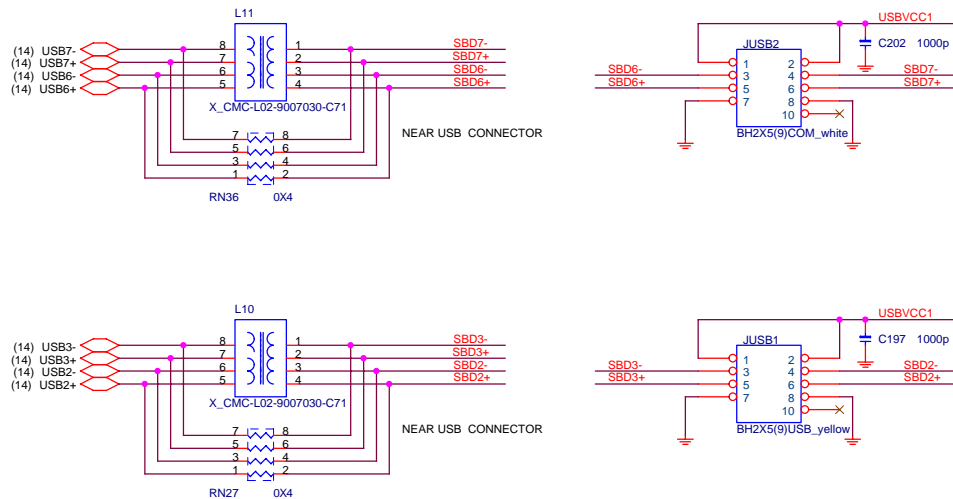 L11
(14) USB7-
(14) USB7+
(14) USB6-
(14) USB6+
8 1
7 2
6 3
5 4
SBD7-
SBD7+
SBD6-
SBD6+
X_CMC-L02-9007030-C71
7 8
5 6
3 4
1 2
NEAR USB CONNECTOR
RN36 0X4
USBVCC1
C202 1000p
JUSB2
1 2
3 4
5 6
7 8
10
SBD6-
SBD6+
SBD7-
SBD7+
BH2X5(9)COM_white
L10
(14) USB3-
(14) USB3+
(14) USB2-
(14) USB2+
8 1
7 2
6 3
5 4
SBD3-
SBD3+
SBD2-
SBD2+
X_CMC-L02-9007030-C71
7 8
5 6
3 4
1 2
NEAR USB CONNECTOR
RN27 0X4
USBVCC1
C197 1000p
JUSB1
1 2
3 4
5 6
7 8
10
SBD3-
SBD3+
SBD2-
SBD2+
BH2X5(9)USB_yellow